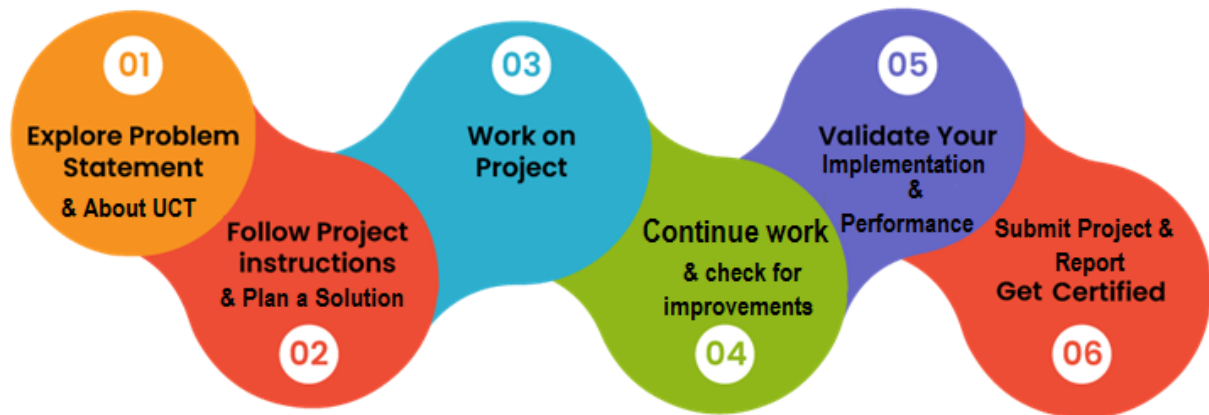 01
Explore Problem
Statement
& About UCT
Follow Project
instructions
& Plan a Solution
02
03
Work on
Project
Continue work
& check for
improvements
04
05
Validate Your
Implementation
&
Performance
Submit Project &
Report
Get Certified
06